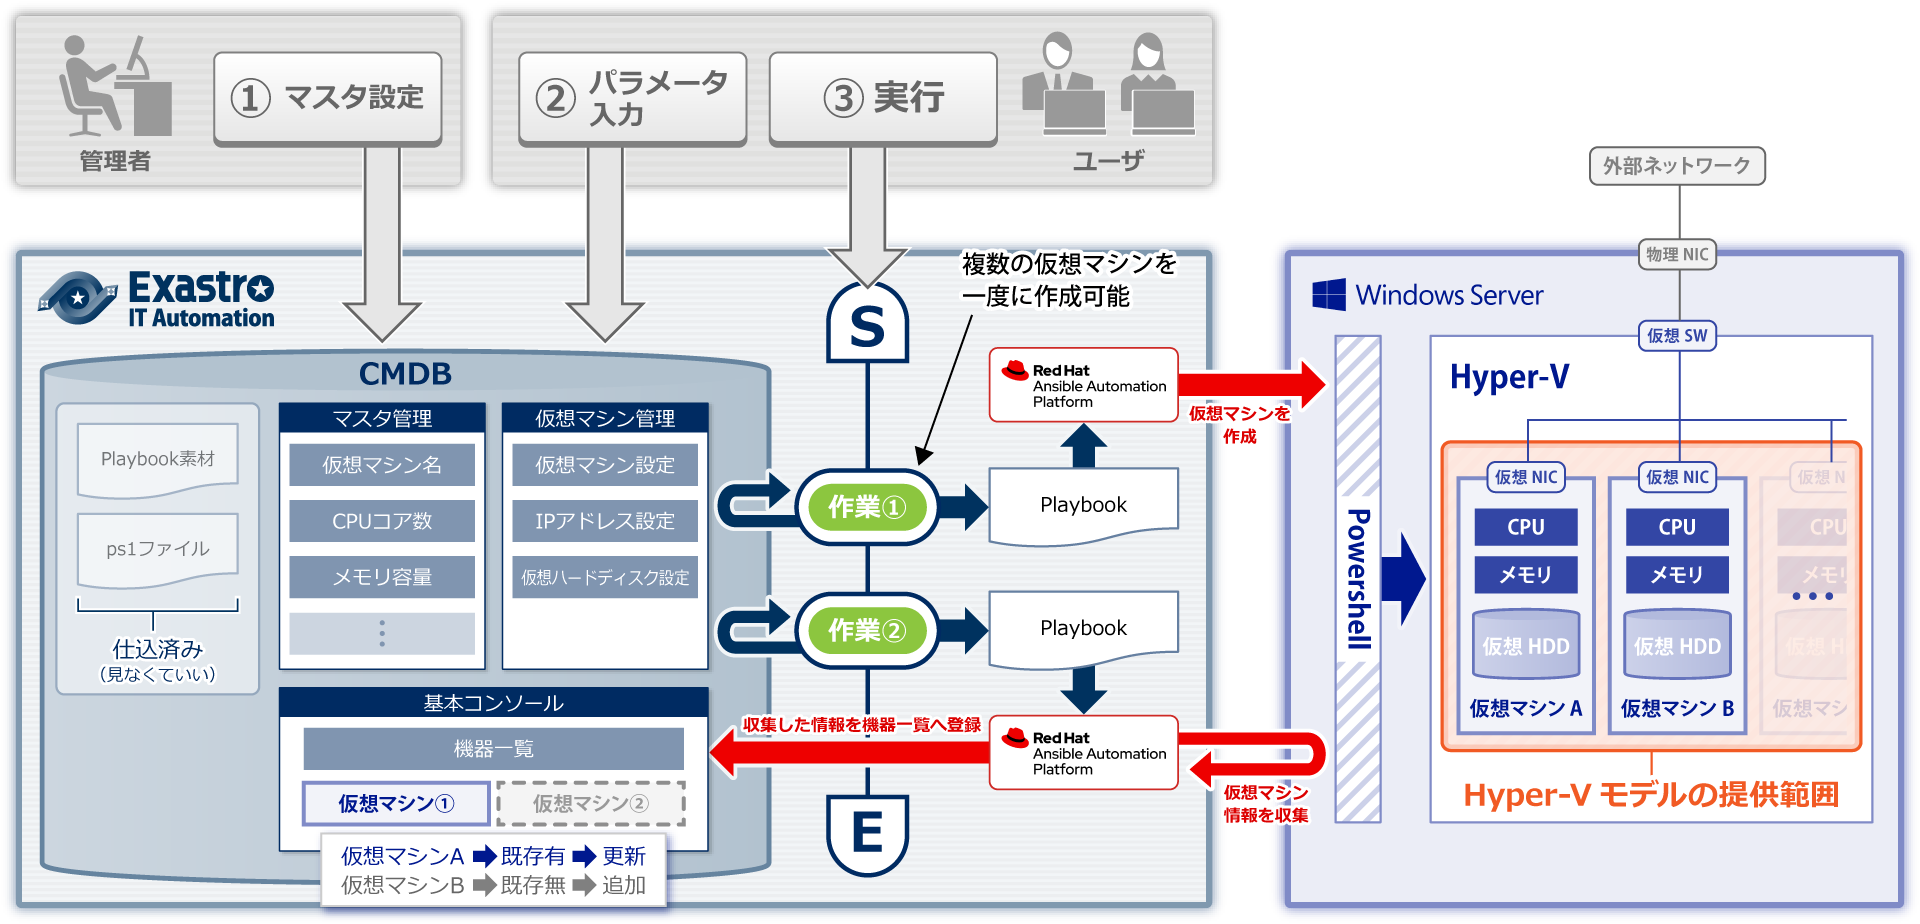 管理者
① マスタ設定
② パラメータ
入力
③ 実行
ユーザ
Exastro
IT Automation
CMDB
Playbook素材
ps1ファイル
仕込済み
（見なくていい）
マスタ管理
仮想マシン名
CPUコア数
メモリ容量
⋮
仮想マシン管理
仮想マシン設定
IPアドレス設定
仮想ハードディスク設定
基本コンソール
機器一覧
仮想マシン①
仮想マシン②
仮想マシンA ➡ 既存有 ➡ 更新
仮想マシンB ➡ 既存無 ➡ 追加
S
作業①
作業②
E
複数の仮想マシンを
一度に作成可能
Red Hat
Ansible Automation
Platform
Playbook
Playbook
Red Hat
Ansible Automation
Platform
収集した情報を機器一覧へ登録
仮想マシンを
作成
仮想マシン
情報を収集
外部ネットワーク
物理 NIC
Windows Server
仮想 SW
Powershell
Hyper-V
仮想 NIC
CPU
メモリ
仮想 HDD
仮想マシン A
仮想 NIC
CPU
メモリ
仮想 HDD
仮想マシン B
仮想 N
CPU
メモリ
•••
仮想 H
仮想マシ
Hyper-V モデルの提供範囲